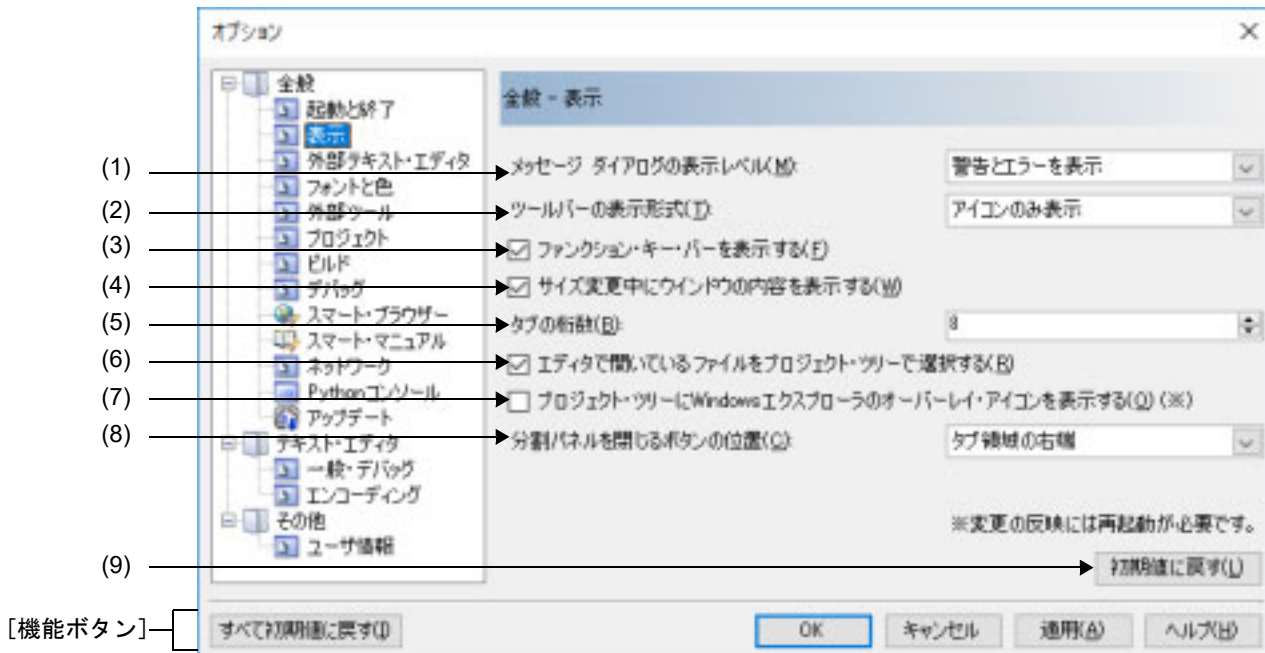 オプション
全般
起動と終了
表示
外部テキスト・エディタ
フォントと色
外部ツール
プロジェクト
ビルド
デバッグ
スマート・ブラウザー
スマート・マニュアル
ネットワーク
Pythonコンソール
アップデート
テキスト・エディタ
一般・デバッグ
エンコーディング
その他
ユーザ情報
全般 - 表示
(1) メッセージ ダイアログの表示レベル(M): 警告とエラーを表示
(2) ツールバーの表示形式(T): アイコンのみ表示
(3) ファンクション・キー・バーを表示する(F)
(4) サイズ変更中にウインドウの内容を表示する(W)
(5) タブの桁数(B): 8
(6) エディタで開いているファイルをプロジェクト・ツリーで選択する(R)
(7) プロジェクト・ツリーにWindowsエクスプローラのオーバーレイ・アイコンを表示する(O) (※)
(8) 分割パネルを閉じるボタンの位置(C): タブ領域の右端
※変更の反映には再起動が必要です。
(9) 初期値に戻す(L)
[機能ボタン] すべて初期値に戻す(I) OK キャンセル 適用(A) ヘルプ(H)